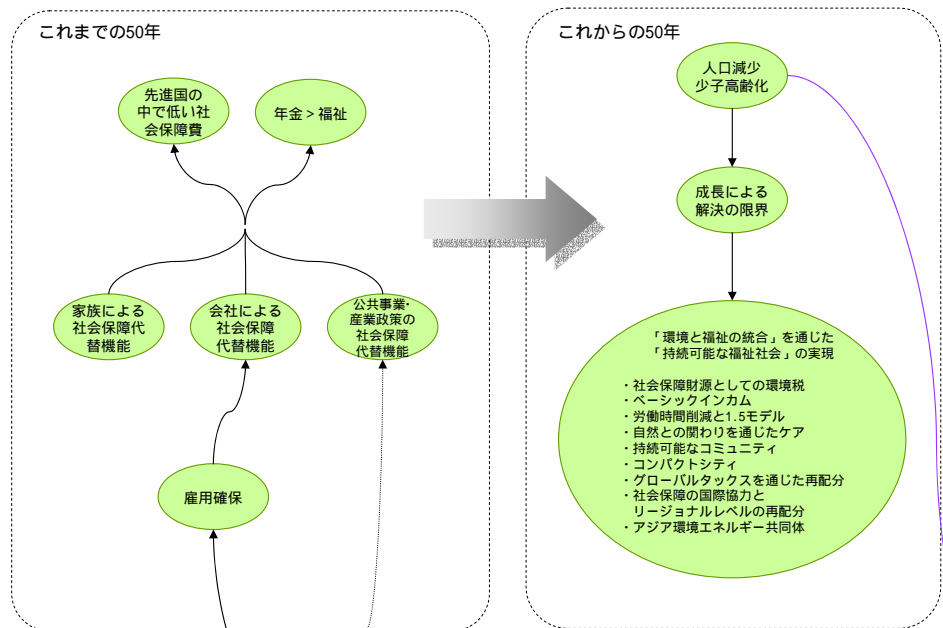 これまでの50年
先進国の
中で低い社
会保障費
年金＞福祉
家族による
社会保障代
替機能
会社による
社会保障
代替機能
公共事業・
産業政策の
社会保障
代替機能
雇用確保
これからの50年
人口減少
少子高齢化
成長による
解決の限界
「環境と福祉の統合」を通じた
「持続可能な福祉社会」の実現
・社会保障財源としての環境税
・ベーシックインカム
・労働時間削減と1.5モデル
・自然との関わりを通じたケア
・持続可能なコミュニティ
・コンパクトシティ
・グローバルタックスを通じた再配分
・社会保障の国際協力と
リージョナルレベルの再配分
・アジア環境エネルギー共同体